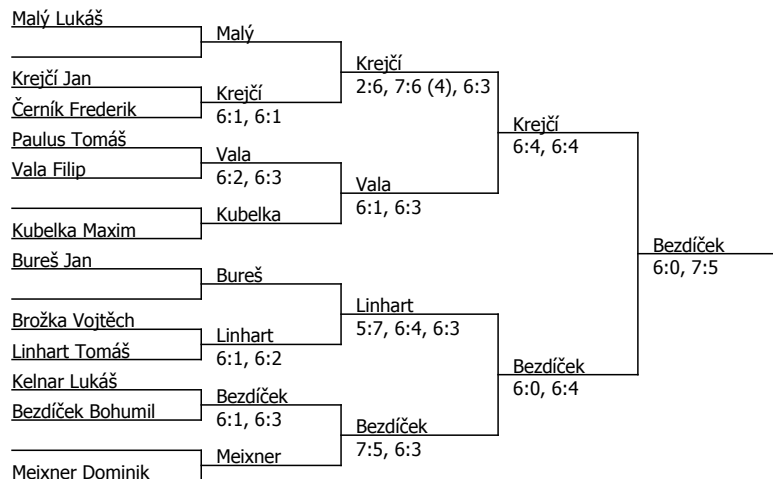 Malý Lukáš
Krejčí Jan
Černík Frederik
Paulus Tomáš
Vala Filip
Kubelka Maxim
Bureš Jan
Brožka Vojtěch
Linhart Tomáš
Kelnar Lukáš
Bezdíček Bohumil
Meixner Dominik
Malý
Krejčí
6:1, 6:1
Vala
6:2, 6:3
Kubelka
Bureš
Linhart
6:1, 6:2
Bezdíček
6:1, 6:3
Meixner
Krejčí
2:6, 7:6 (4), 6:3
Vala
6:1, 6:3
Linhart
5:7, 6:4, 6:3
Bezdíček
7:5, 6:3
Krejčí
6:4, 6:4
Bezdíček
6:0, 6:4
Bezdíček
6:0, 7:5